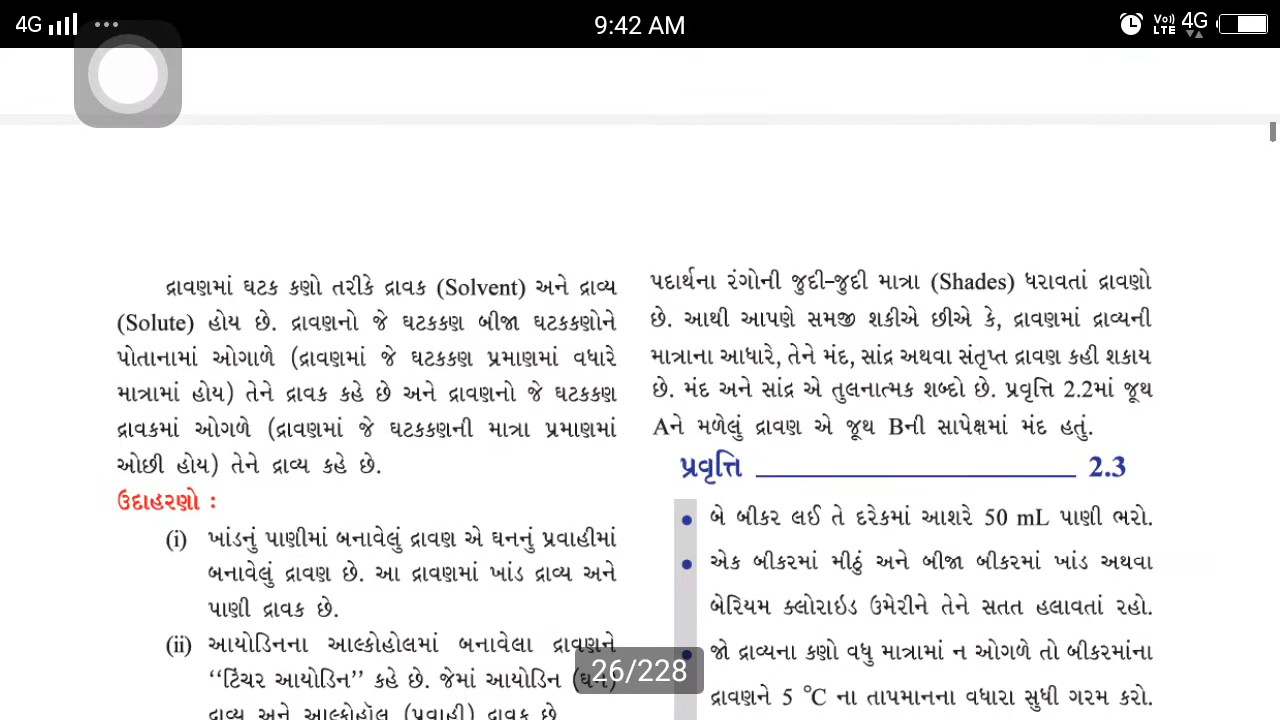 4G
9:42 AM
Vo)) LTE 4G
દ્રાવણમાં ઘટક કણો તરીકે દ્રાવક (Solvent) અને દ્રાવ્ય
(Solute) હોય છે. દ્રાવણનો જે ઘટકકણ બીજા ઘટકકણોને
પોતાનામાં ઓગાળે (દ્રાવણમાં જે ઘટકકણ પ્રમાણમાં વધારે
માત્રામાં હોય) તેને દ્રાવક કહે છે અને દ્રાવણનો જે ઘટકકણ
દ્રાવકમાં ઓગળે (દ્રાવણમાં જે ઘટકકણની માત્રા પ્રમાણમાં
ઓછી હોય) તેને દ્રાવ્ય કહે છે.
ઉદાહરણો :
(i) ખાંડનું પાણીમાં બનાવેલું દ્રાવણ એ ઘનનું પ્રવાહીમાં
બનાવેલું દ્રાવણ છે. આ દ્રાવણમાં ખાંડ દ્રાવ્ય અને
પાણી દ્રાવક છે.
(ii) આયોડિનના આલ્કોહોલમાં બનાવેલા દ્રાવણને
‘‘ટિંચર આયોડિન’’ કહે છે. જેમાં આયોડિન (ઘન)
દ્રાવ્ય અને આલ્કોહૉલ (પ્રવાહી) દ્રાવક છે
પદાર્થના રંગોની જુદી-જુદી માત્રા (Shades) ધરાવતાં દ્રાવણો
છે. આથી આપણે સમજી શકીએ છીએ કે, દ્રાવણમાં દ્રાવ્યની
માત્રાના આધારે, તેને મંદ, સાંદ્ર અથવા સંતૃપ્ત દ્રાવણ કહી શકાય
છે. મંદ અને સાંદ્ર એ તુલનાત્મક શબ્દો છે. પ્રવૃત્તિ 2.2માં જૂથ
Aને મળેલું દ્રાવણ એ જૂથ Bની સાપેક્ષમાં મંદ હતું.
પ્રવૃત્તિ 2.3
• બે બીકર લઈ તે દરેકમાં આશરે 50 mL પાણી ભરો.
• એક બીકરમાં મીઠું અને બીજા બીકરમાં ખાંડ અથવા
બેરિયમ ક્લોરાઇડ ઉમેરીને તેને સતત હલાવતાં રહો.
• જો દ્રાવ્યના કણો વધુ માત્રામાં ન ઓગળે તો બીકરમાંના
દ્રાવણને 5 °C ના તાપમાનના વધારા સુધી ગરમ કરો.
26/228